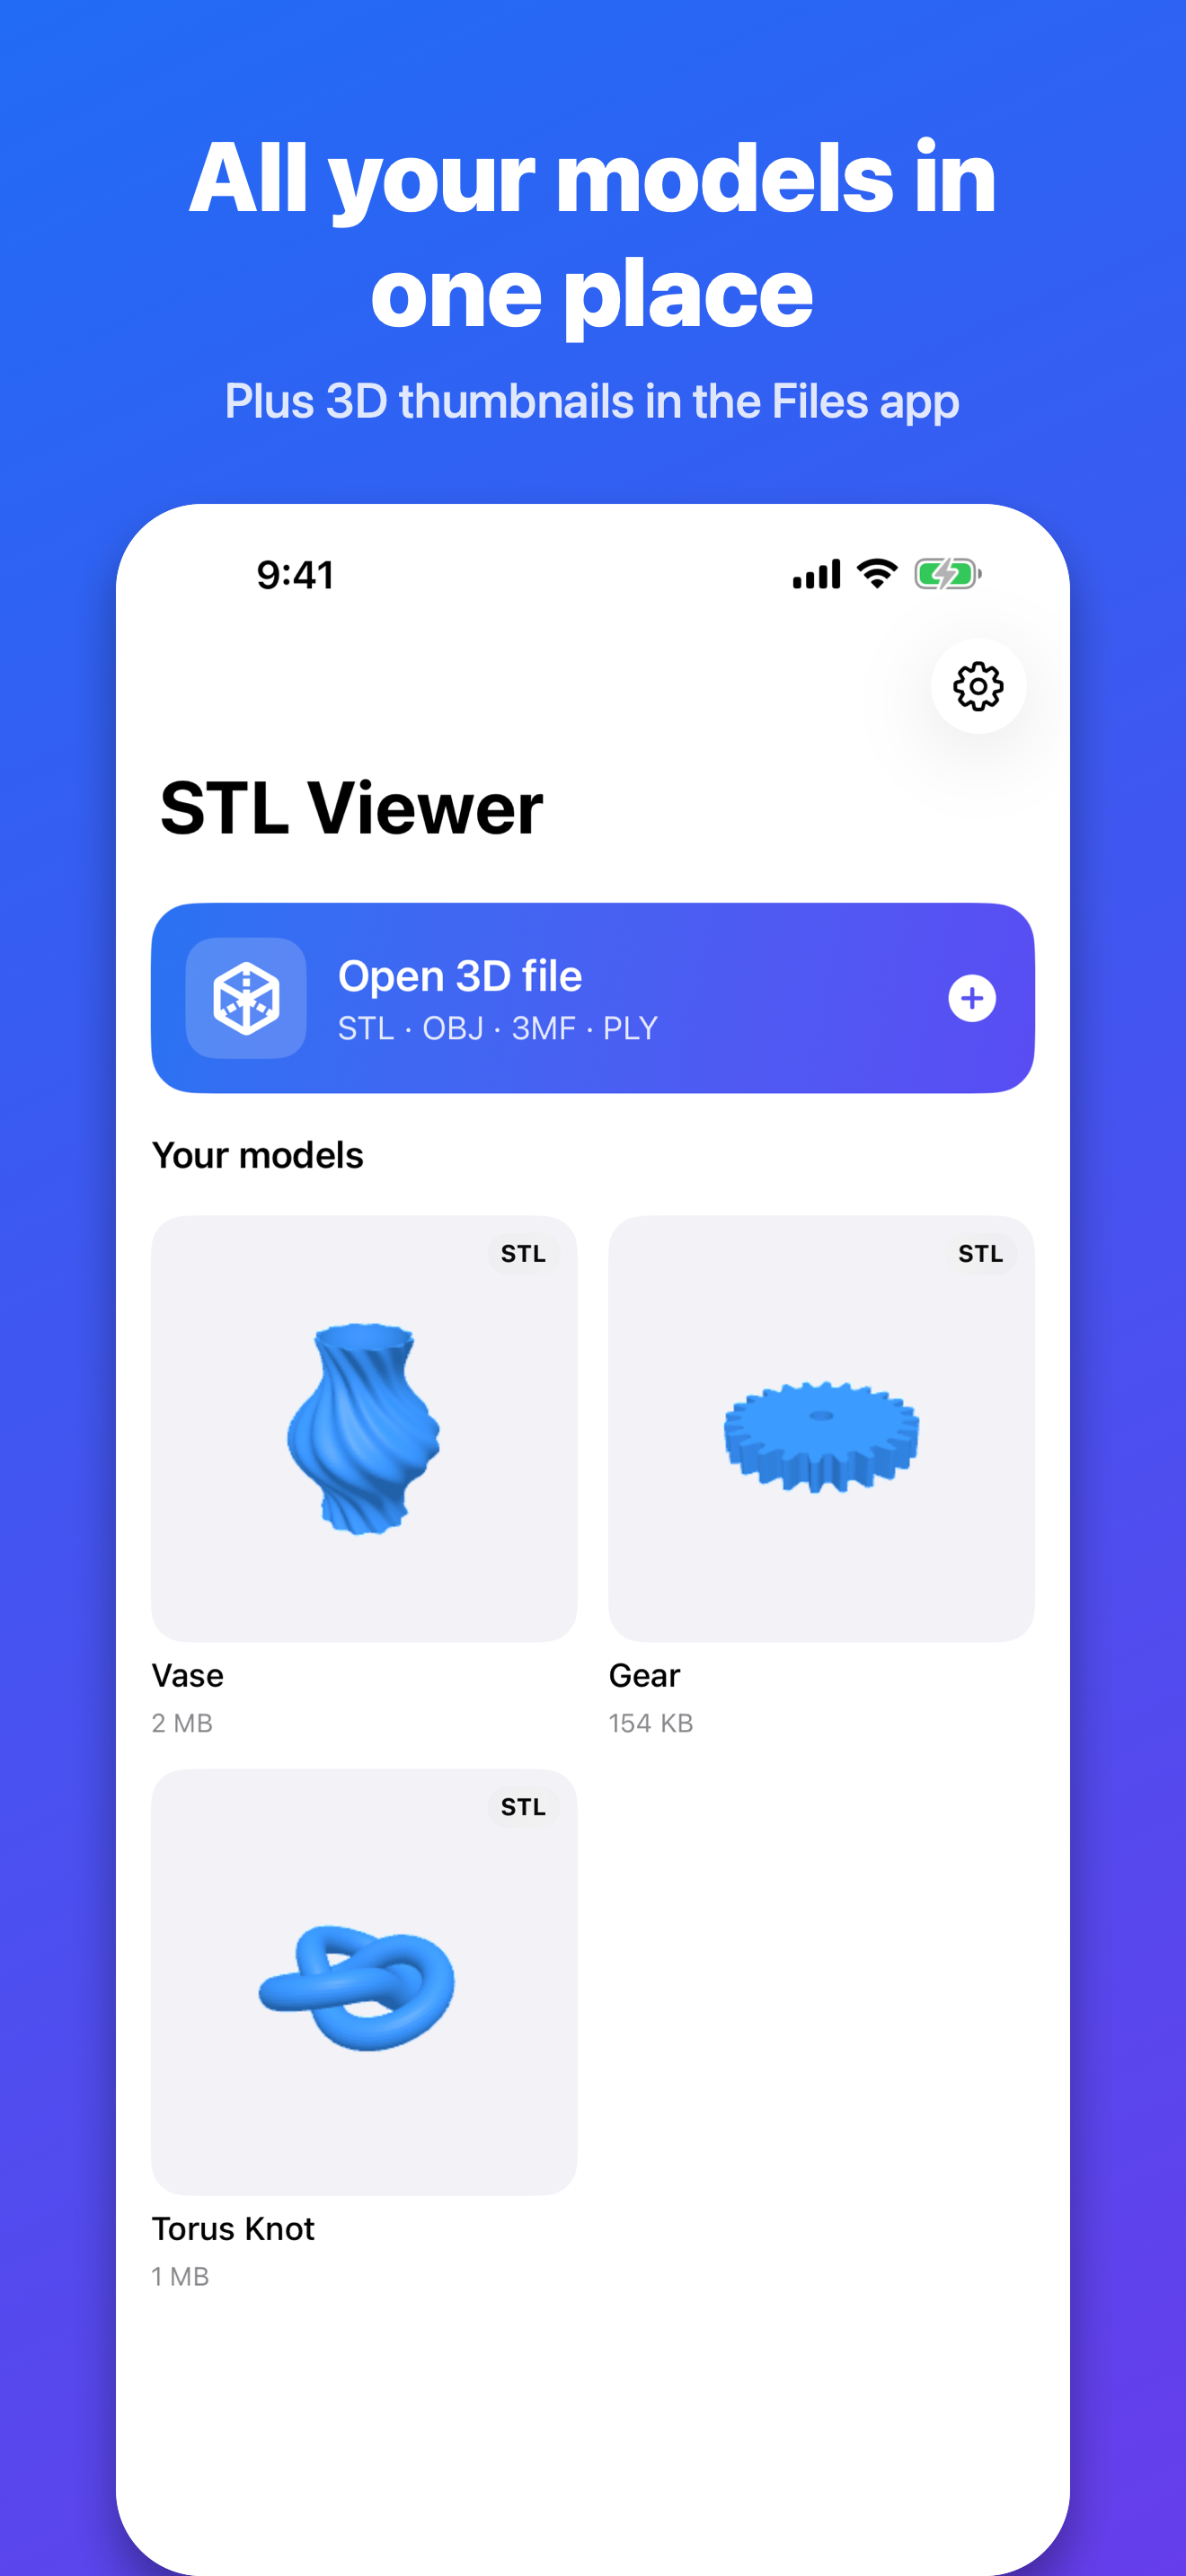 All your models in
one place
Plus 3D thumbnails in the Files app
9:41
STL Viewer
Open 3D file
STL · OBJ · 3MF · PLY
Your models
STL
STL
Vase
Gear
2 MB
154 KB
STL
Torus Knot
1 MB